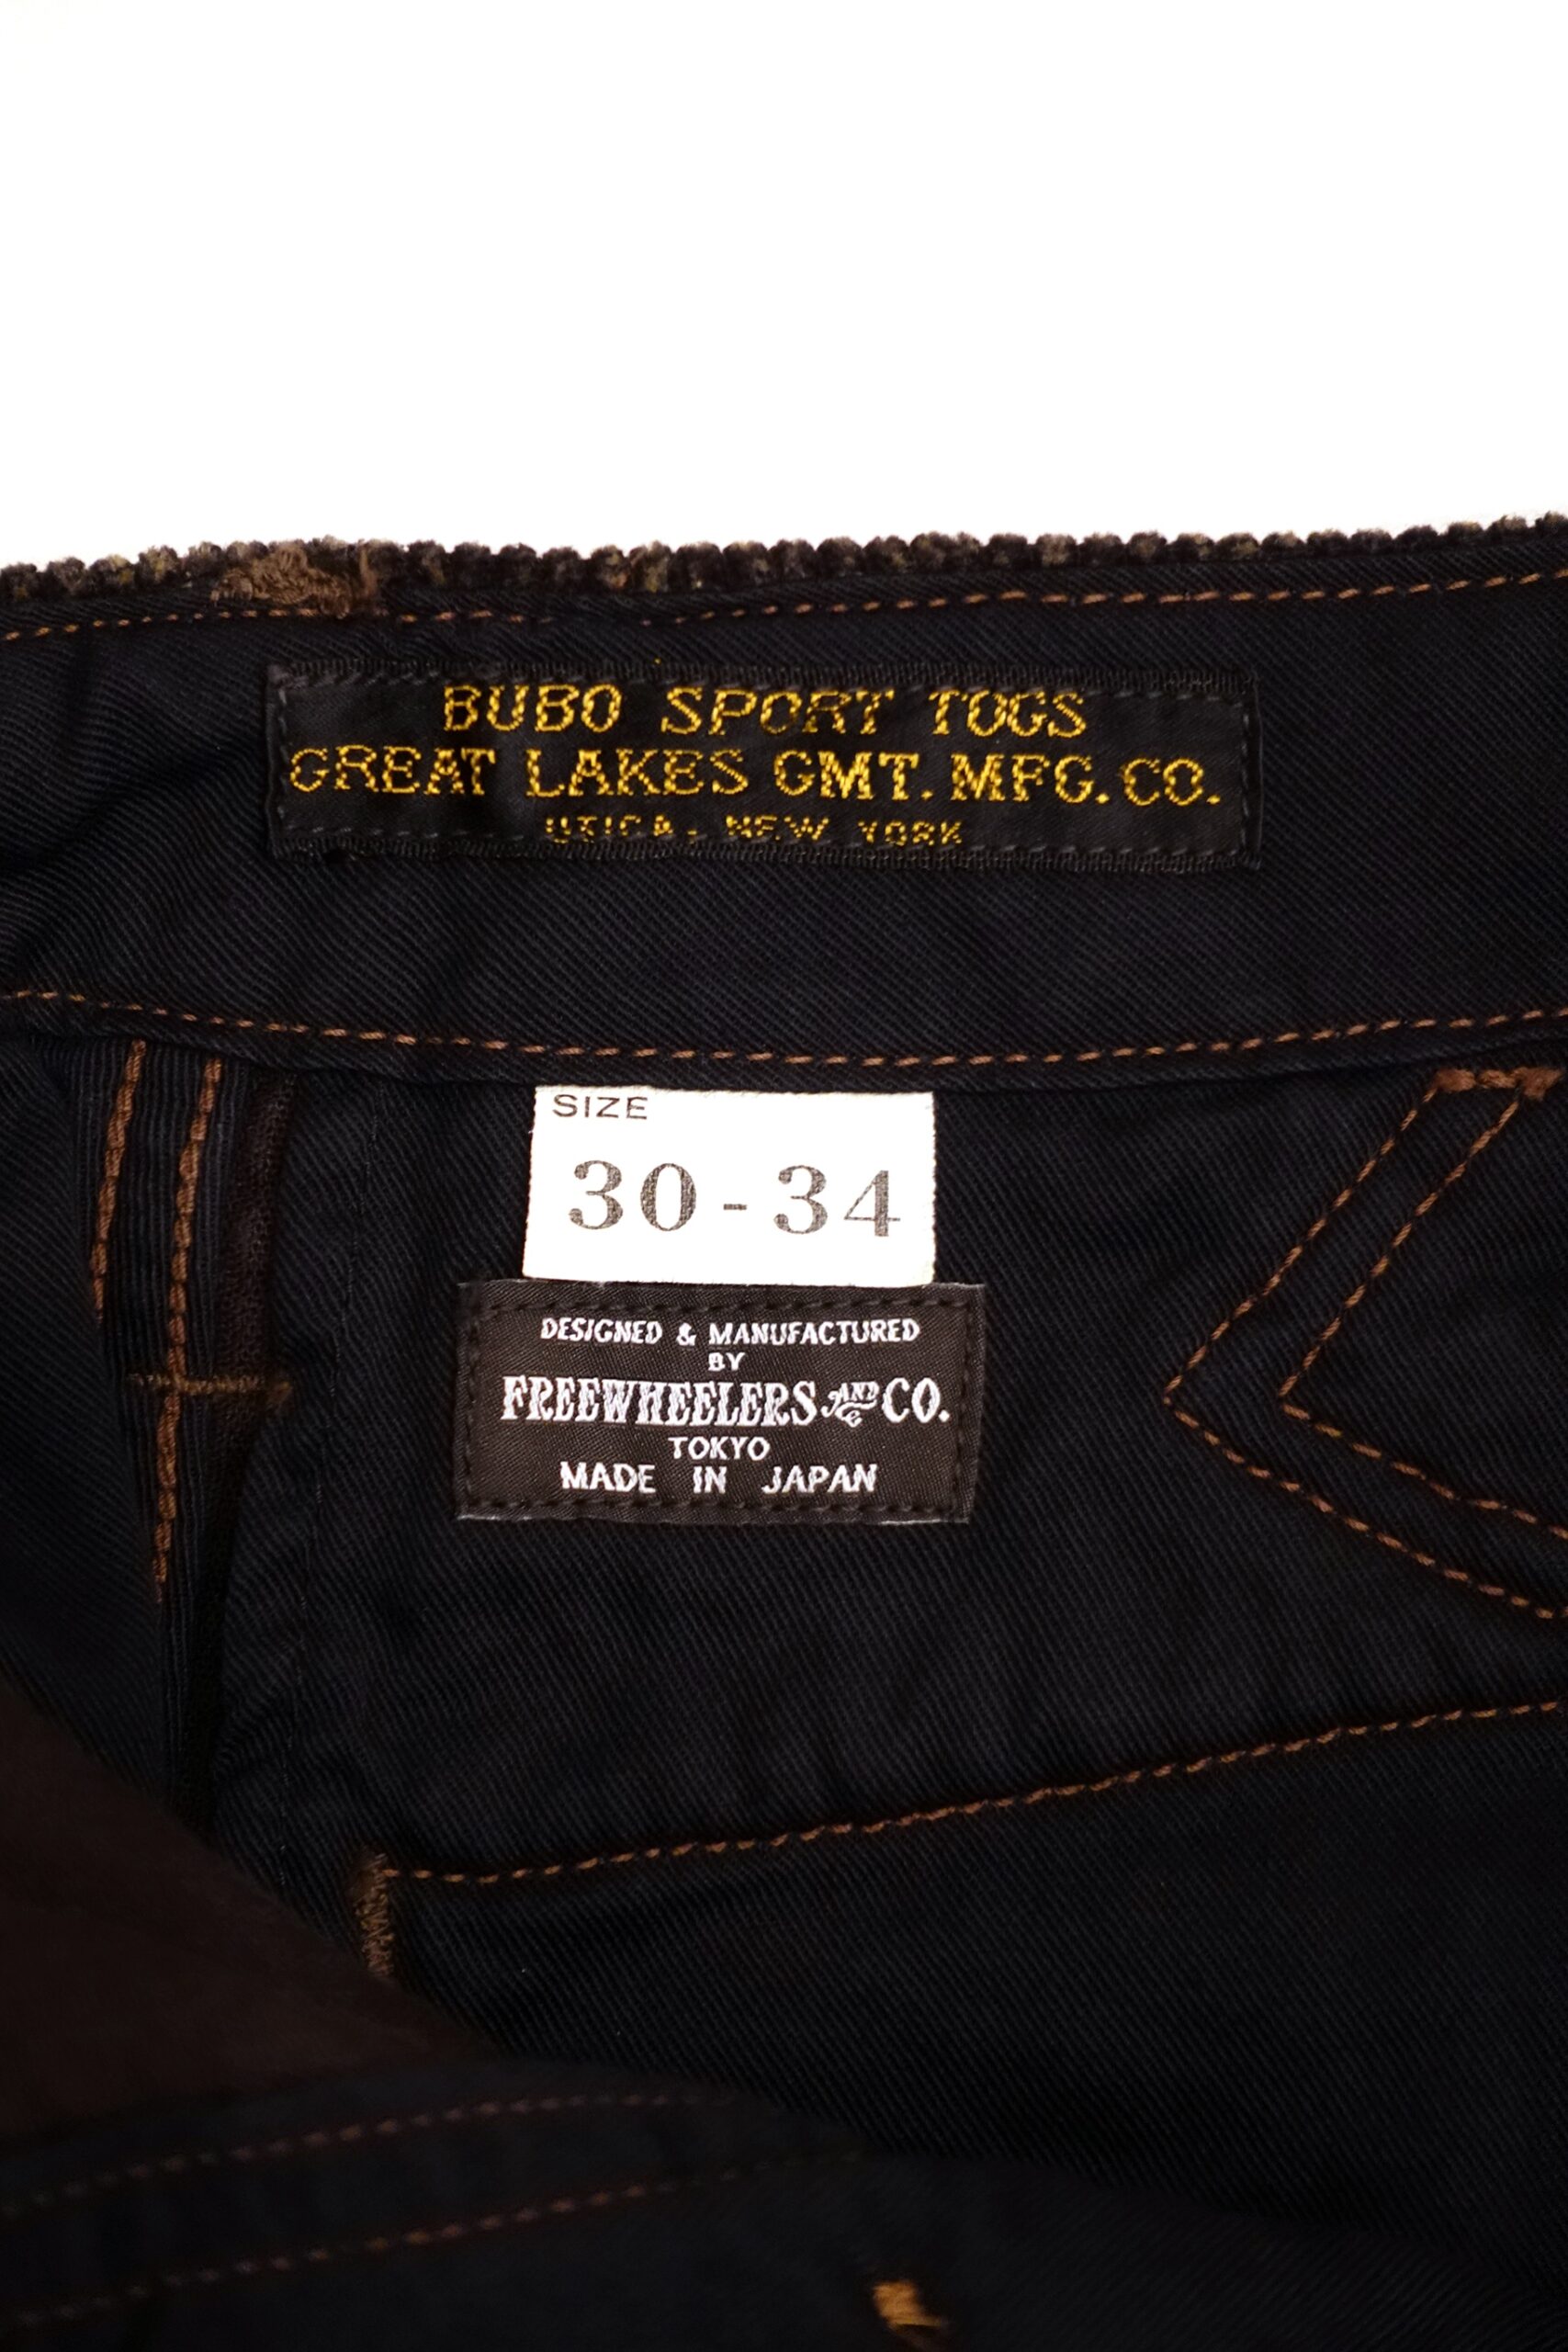 BUBO SPORT TOGS
GREAT LAKES GMT. MFG. CO.
UTICA, NEW YORK
SIZE
30-34
DESIGNED & MANUFACTURED
BY
FREEWHEELERS AND CO.
TOKYO
MADE IN JAPAN